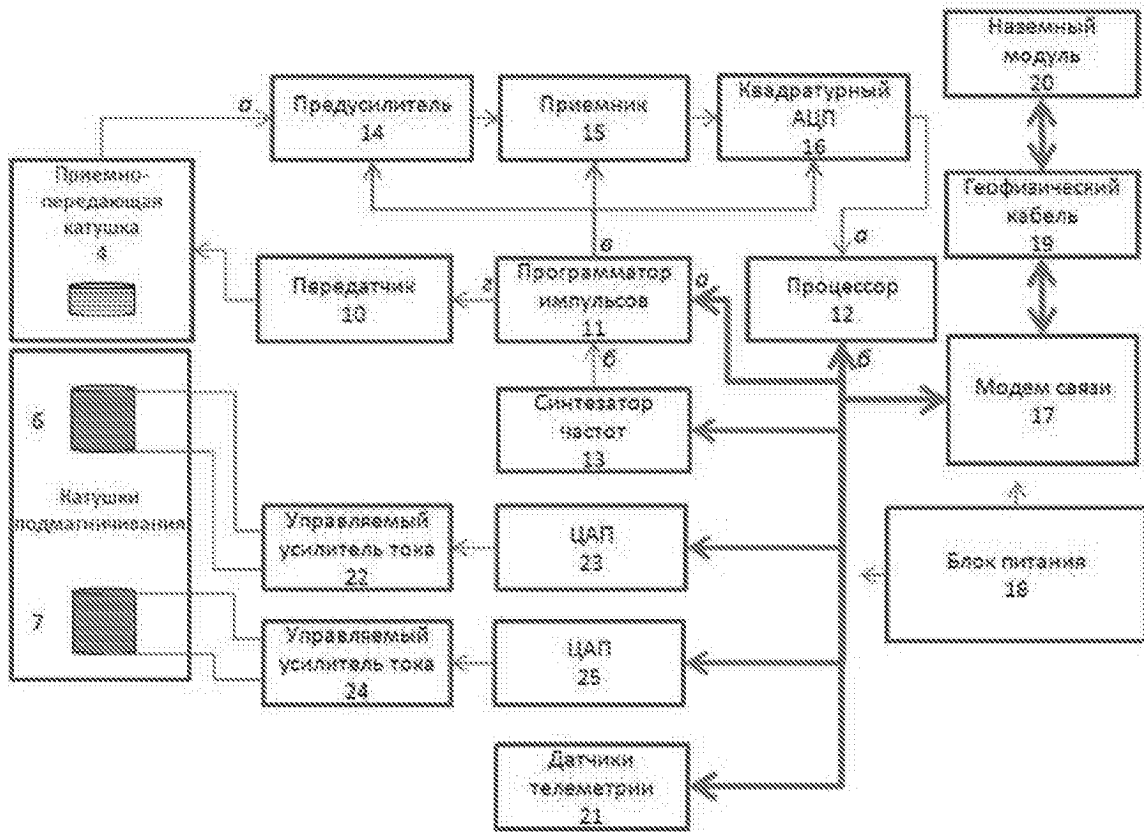 Наземный
модуль
20
а
Предусилитель
14
Приемник
15
Квадратурный
АЦП
16
Приемно-
передающая
катушка
4
Геофизический
кабель
19
в
а
Передатчик
10
г
Программатор
импульсов
11
а
Процессор
12
б
б
Синтезатор
частот
13
Модем связи
17
6
Катушки
подмагничивания
7
Управляемый
усилитель тока
22
ЦАП
23
Блок питания
18
Управляемый
усилитель тока
24
ЦАП
25
Датчики
телеметрии
21